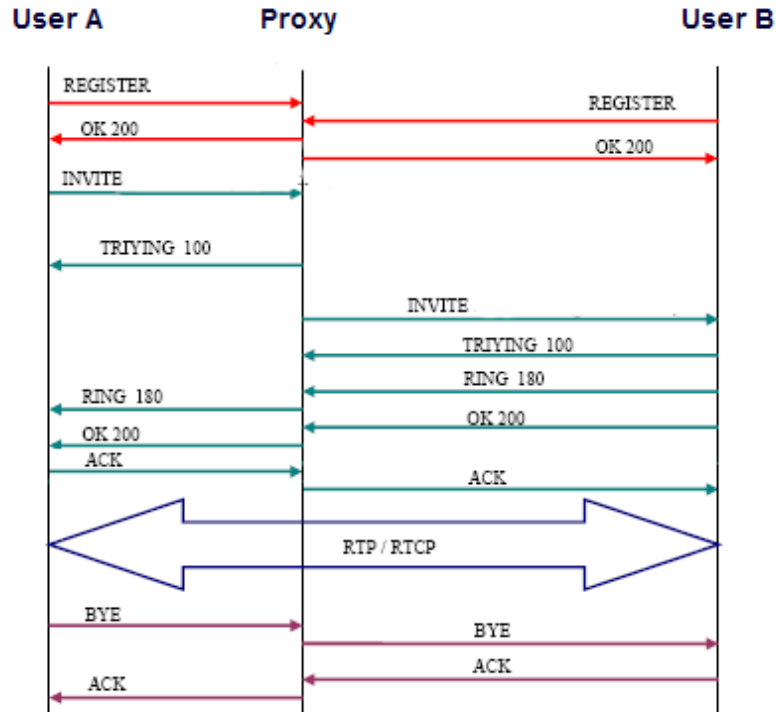 User A Proxy User B
REGISTER
REGISTER
OK 200
OK 200
INVITE
TRIYING 100
INVITE
TRIYING 100
RING 180
RING 180
OK 200
OK 200
ACK
ACK
RTP / RTCP
BYE
BYE
ACK
ACK